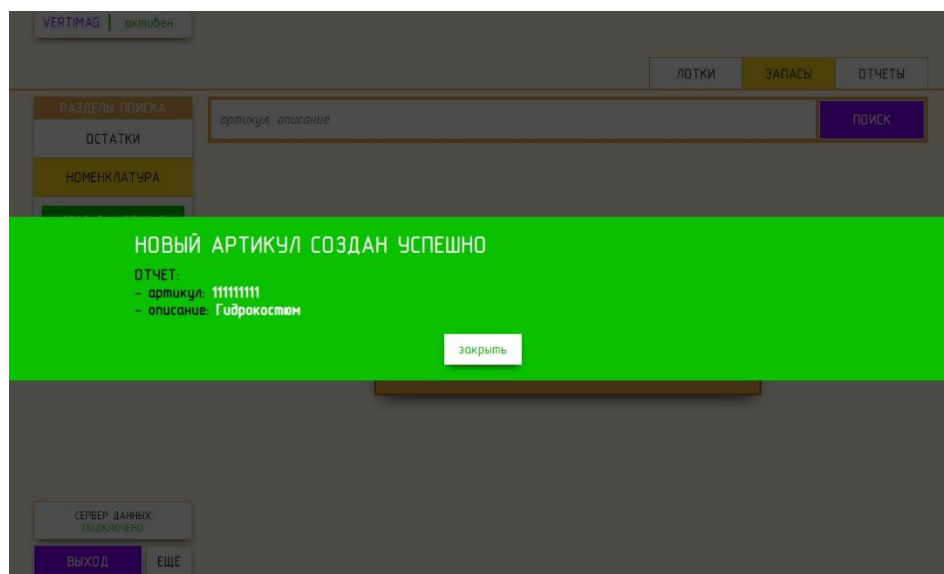 VERTIMAG | активен
ЛОТКИ ЗАПАСЫ ОТЧЕТЫ
РАЗДЕЛЫ ПОИСКА
артикул, описание
ПОИСК
ОСТАТКИ
НОМЕНКЛАТУРА
НОВЫЙ АРТИКУЛ СОЗДАН УСПЕШНО
ОТЧЕТ:
- артикул: 111111111
- описание: Гидрокостюм
закрыть
СЕРВЕР ДАННЫХ
ПОДКЛЮЧЕНО
ВЫХОД ЕЩЁ